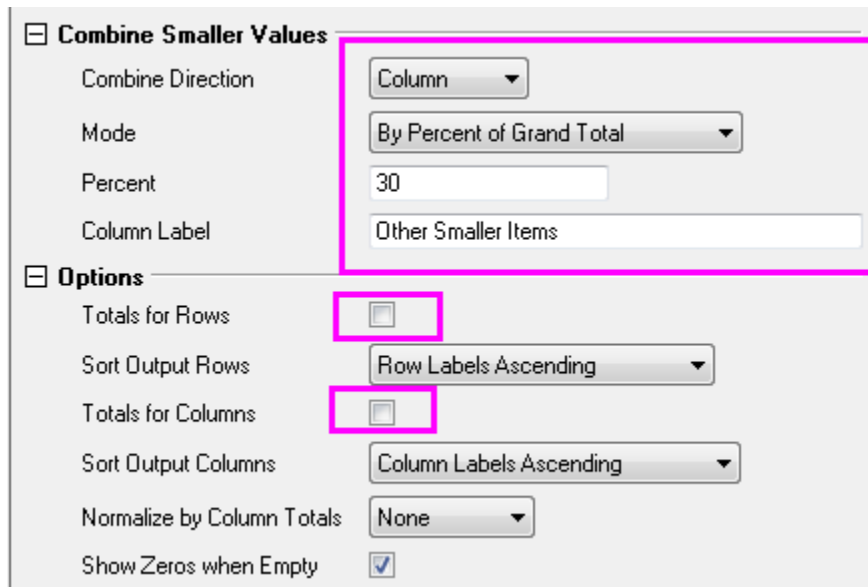 Combine Smaller Values
Combine Direction Column
Mode By Percent of Grand Total
Percent 30
Column Label Other Smaller Items
Options
Totals for Rows
Sort Output Rows Row Labels Ascending
Totals for Columns
Sort Output Columns Column Labels Ascending
Normalize by Column Totals None
Show Zeros when Empty